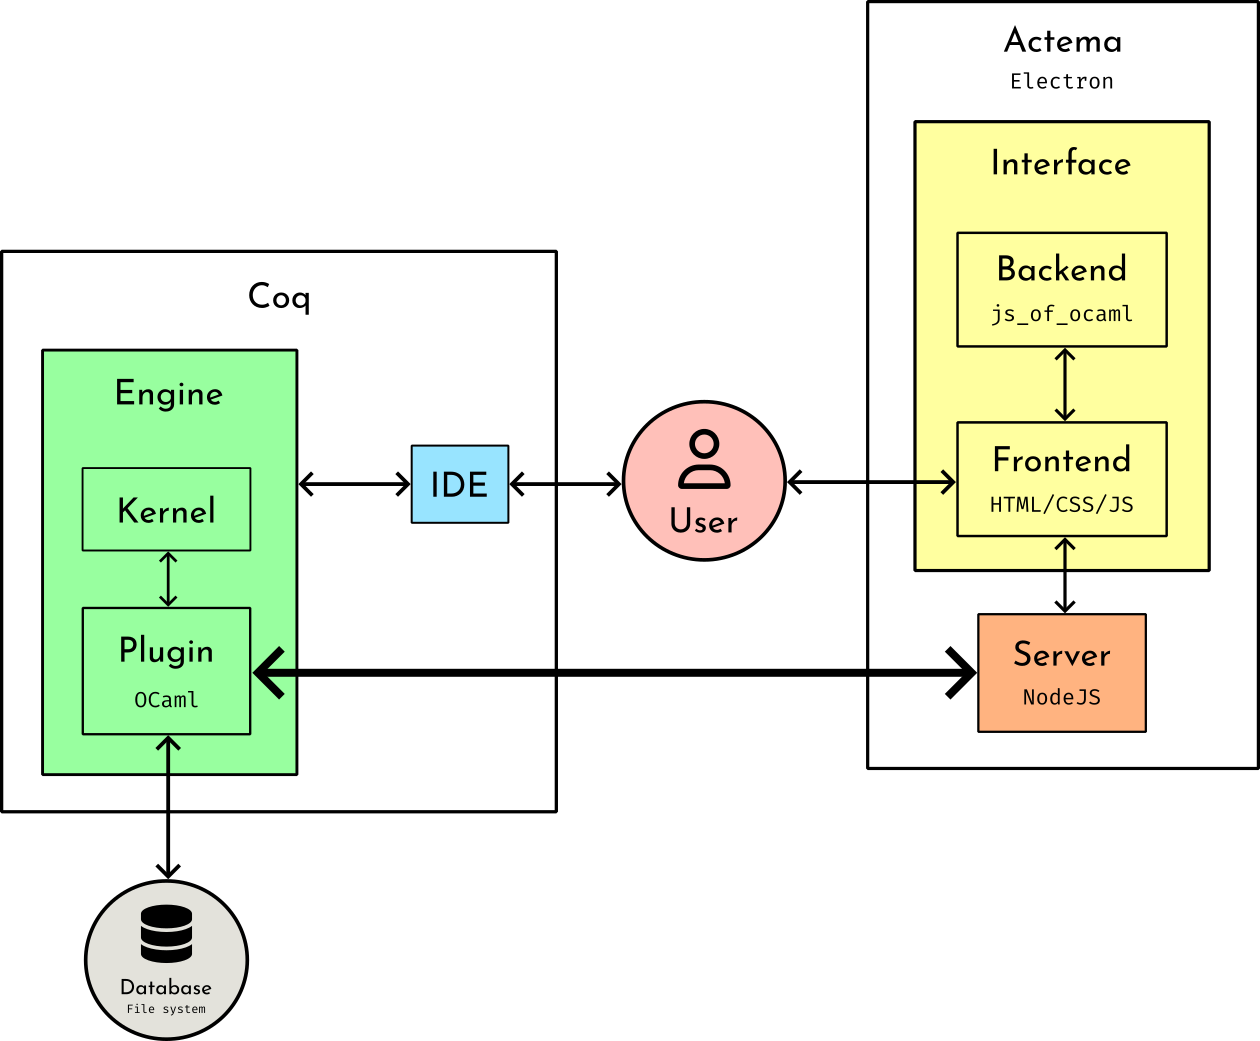 Actema
Electron
Interface
Backend
js_of_ocaml
Frontend
HTML/CSS/JS
Server
NodeJS
Coq
Engine
Kernel
Plugin
OCaml
IDE
User
Database
File system